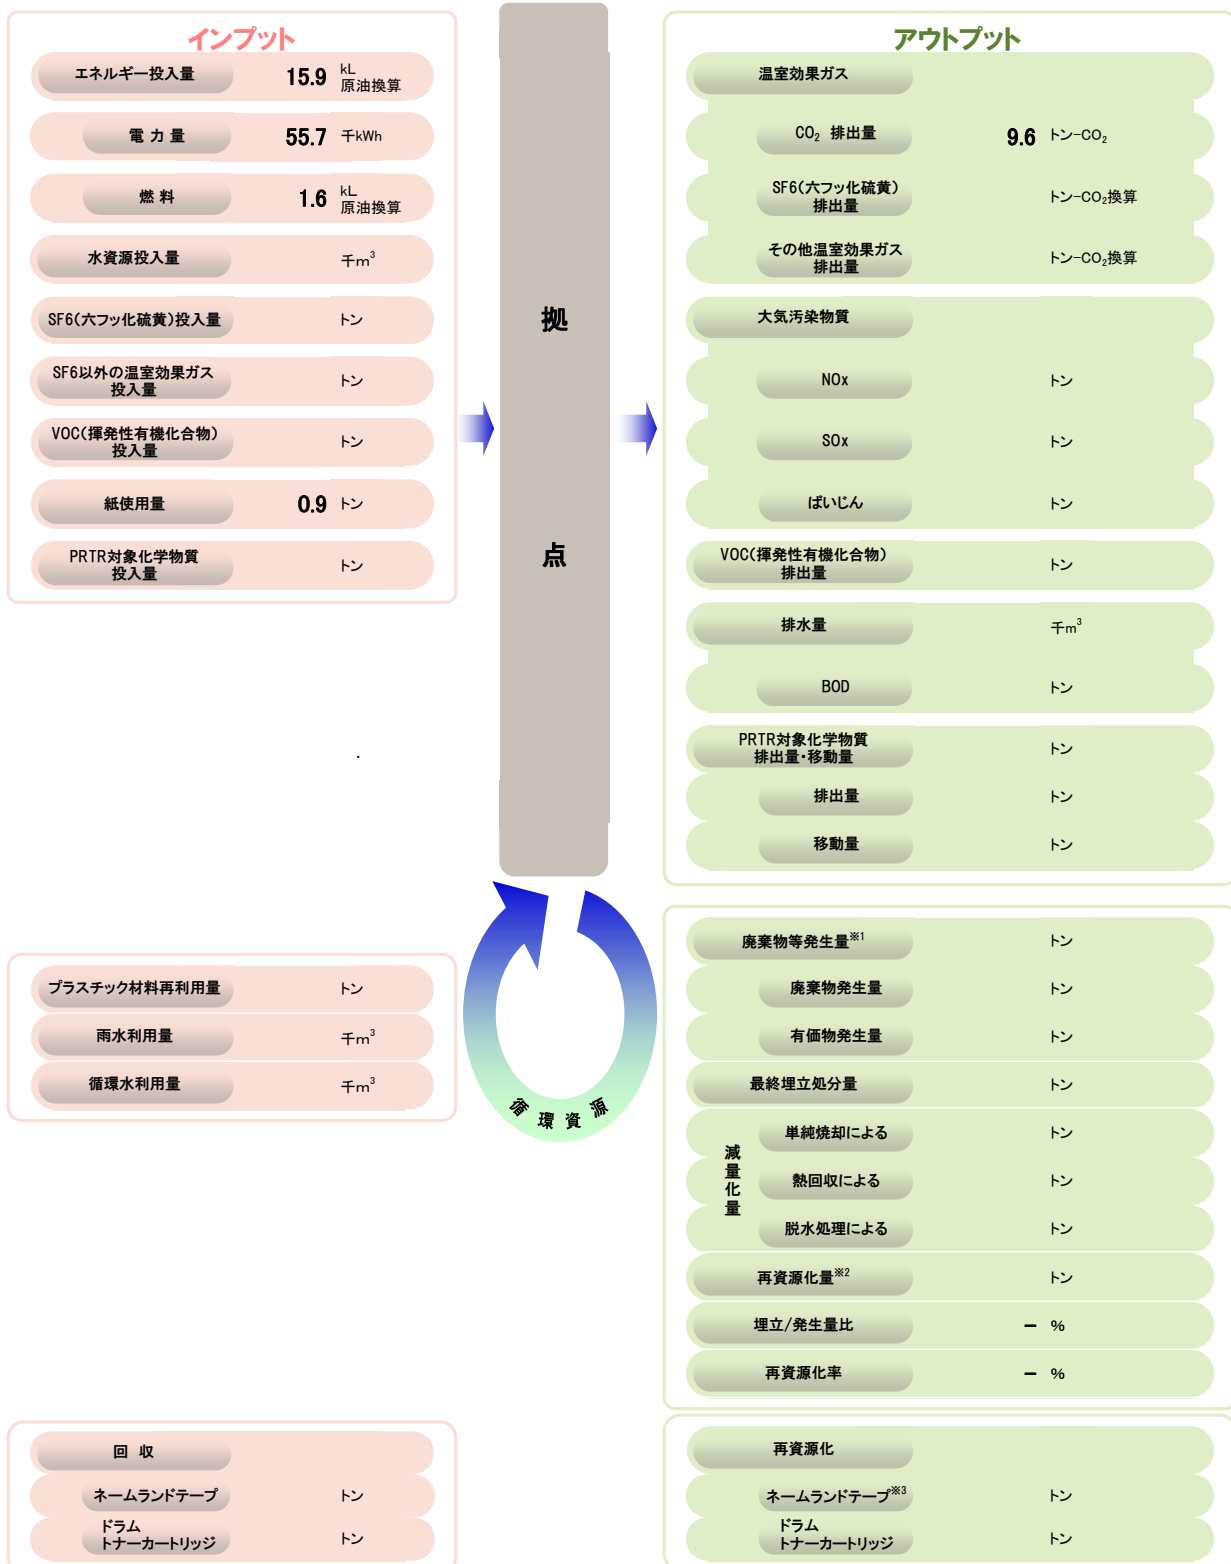 インプット
エネルギー投入量 15.9 kL 原油換算
電力量 55.7 千kWh
燃料 1.6 kL 原油換算
水資源投入量 千m³
SF6(六フッ化硫黄)投入量 トン
SF6以外の温室効果ガス
投入量 トン
VOC(揮発性有機化合物)
投入量 トン
紙使用量 0.9 トン
PRTR対象化学物質
投入量 トン
拠
点
アウトプット
温室効果ガス
CO₂ 排出量 9.6 トン-CO₂
SF6(六フッ化硫黄)
排出量 トン-CO₂換算
その他温室効果ガス
排出量 トン-CO₂換算
大気汚染物質
NOx トン
SOx トン
ばいじん トン
VOC(揮発性有機化合物)
排出量 トン
排水量 千m³
BOD トン
PRTR対象化学物質
排出量・移動量 トン
排出量 トン
移動量 トン
プラスチック材料再利用量 トン
雨水利用量 千m³
循環水利用量 千m³
循環資源
廃棄物等発生量※1 トン
廃棄物発生量 トン
有価物発生量 トン
最終埋立処分量 トン
減量化量
単純焼却による トン
熱回収による トン
脱水処理による トン
再資源化量※2 トン
埋立/発生量比 − %
再資源化率 − %
回 収
ネームランドテープ トン
ドラム
トナーカートリッジ トン
再資源化
ネームランドテープ※3 トン
ドラム
トナーカートリッジ トン